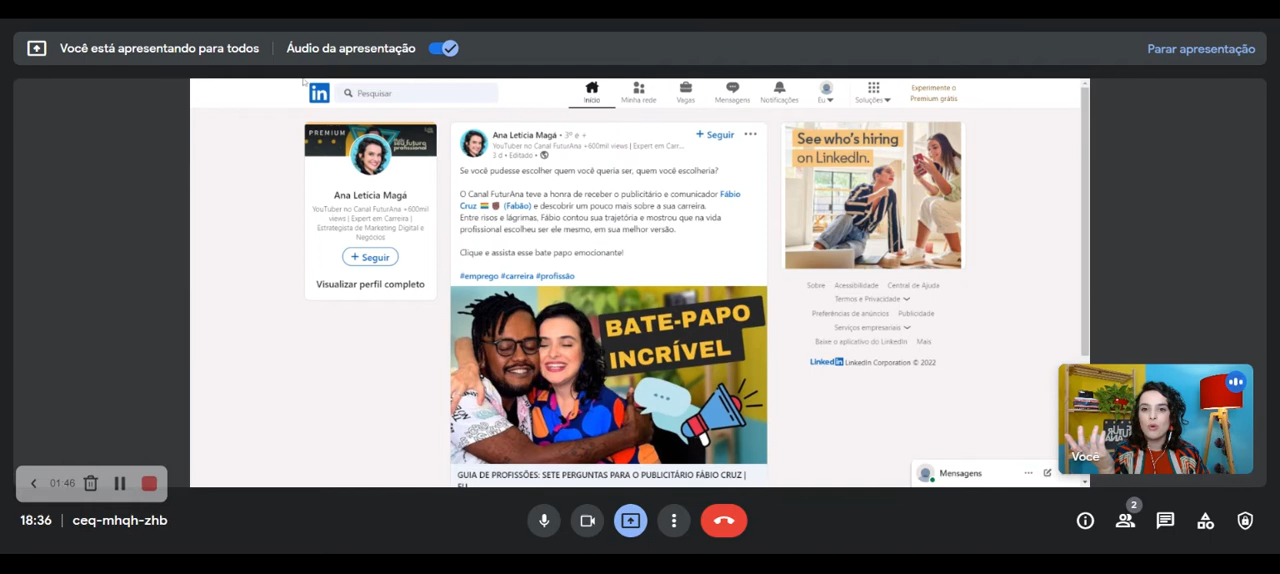 Você está apresentando para todos
Áudio da apresentação
Parar apresentação
in
Pesquisar
Início
Minha rede
Vagas
Mensagens
Notificações
Eu
Soluções
Experimente o
Premium grátis
PREMIUM
Ana Letícia Magá
YouTuber no Canal FuturAna +600mil
views | Expert em Carreira |
Estrategista de Marketing Digital e
Negócios
+ Seguir
Visualizar perfil completo
Ana Letícia Magá • 3º e +
YouTuber no Canal FuturAna +600mil views | Expert em Carr...
3 d • Editado •
+ Seguir
Se você pudesse escolher quem você queria ser, quem você escolheria?
O Canal FuturAna teve a honra de receber o publicitário e comunicador Fábio
Cruz (Fabão) e descobrir um pouco mais sobre a sua carreira.
Entre risos e lágrimas, Fábio contou sua trajetória e mostrou que na vida
profissional escolheu ser ele mesmo, em sua melhor versão.
Clique e assista esse bate papo emocionante!
#emprego #carreira #profissão
BATE-PAPO
INCRÍVEL
GUIA DE PROFISSÕES: SETE PERGUNTAS PARA O PUBLICITÁRIO FÁBIO CRUZ |
See who's hiring
on LinkedIn.
Sobre Acessibilidade Central de Ajuda
Termos e Privacidade
Preferências de anúncios Publicidade
Serviços empresariais
Baixe o aplicativo do LinkedIn Mais
LinkedIn LinkedIn Corporation © 2022
Mensagens
Você
01:46
18:36 | ceq-mhqh-zhb
2